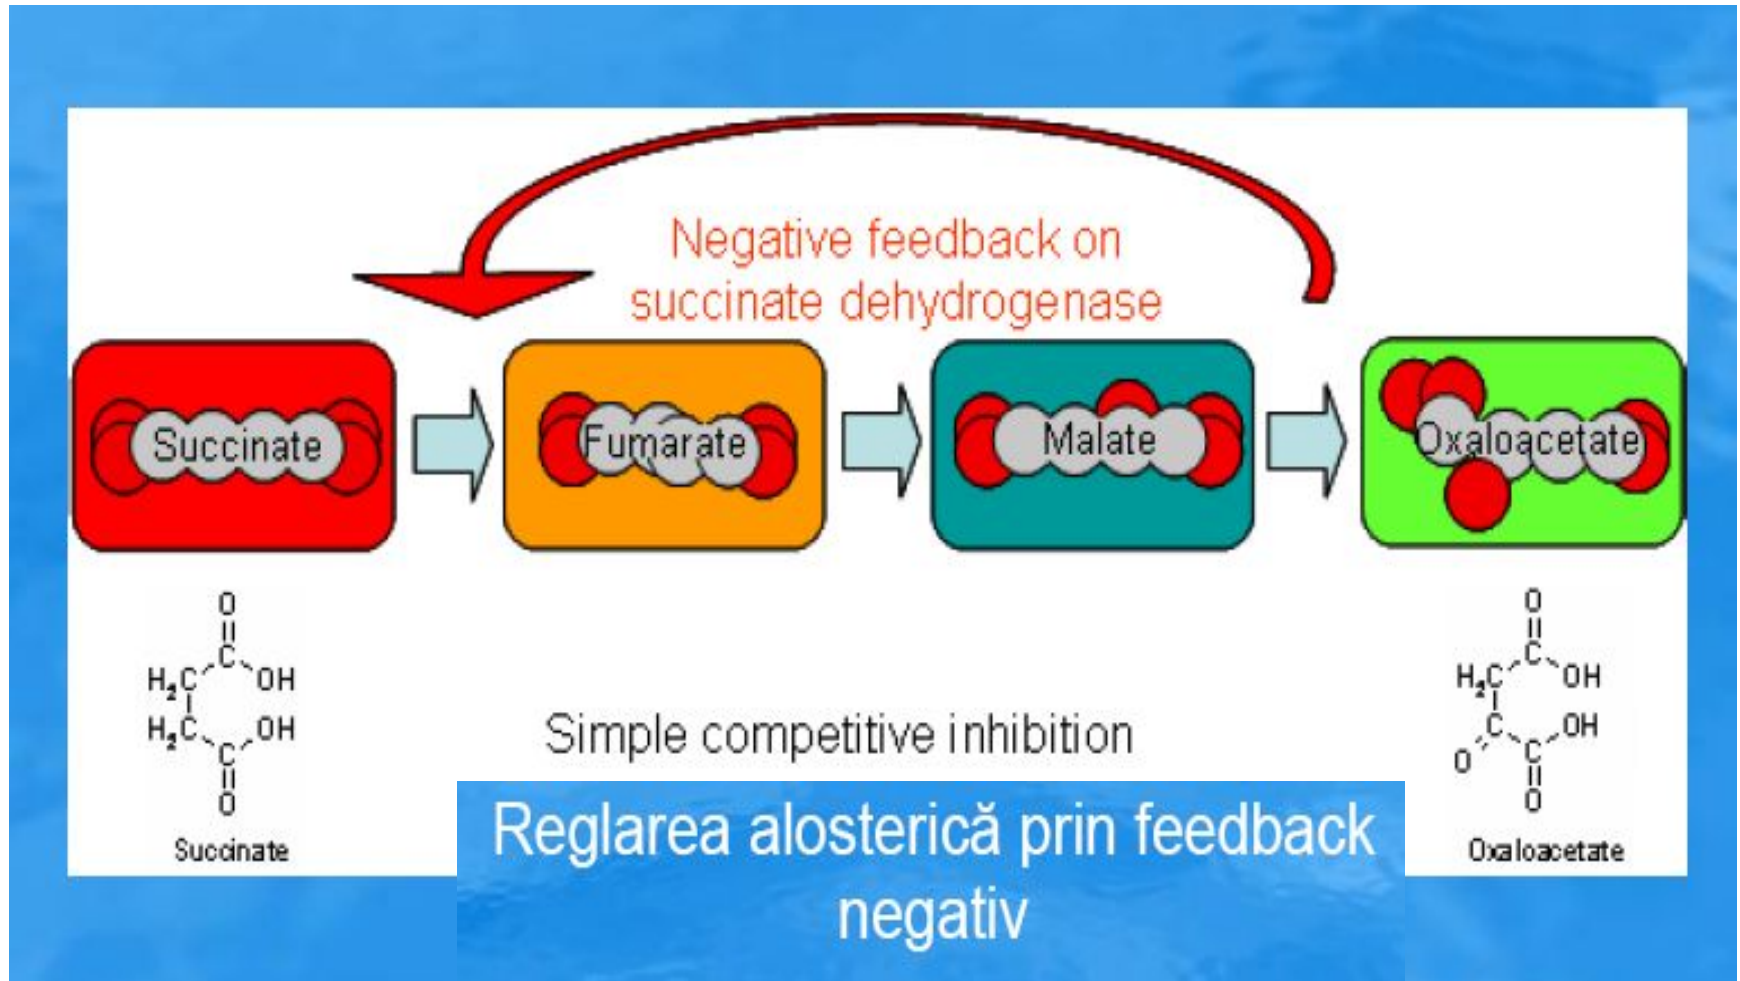 Negative feedback on
succinate dehydrogenase
Succinate
Fumarate
Malate
Oxaloacetate
O
C
H₂C OH
H₂C OH
C
O
Succinate
Simple competitive inhibition
O
C
H₂C OH
C OH
O C
O
Oxaloacetate
Reglarea alosterică prin feedback
negativ